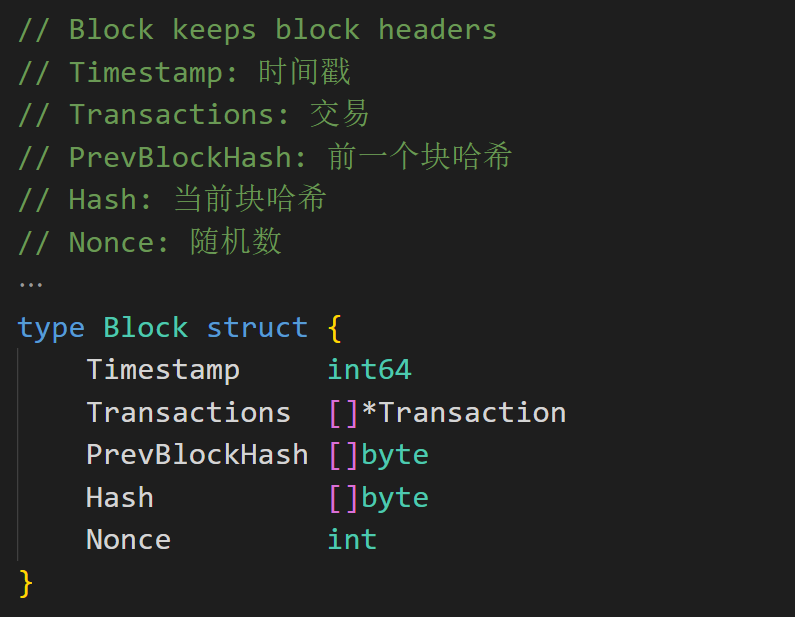 // Block keeps block headers
// Timestamp: 时间戳
// Transactions: 交易
// PrevBlockHash: 前一个块哈希
// Hash: 当前块哈希
// Nonce: 随机数
...
type Block struct {
    Timestamp     int64
    Transactions  []*Transaction
    PrevBlockHash []byte
    Hash          []byte
    Nonce         int
}